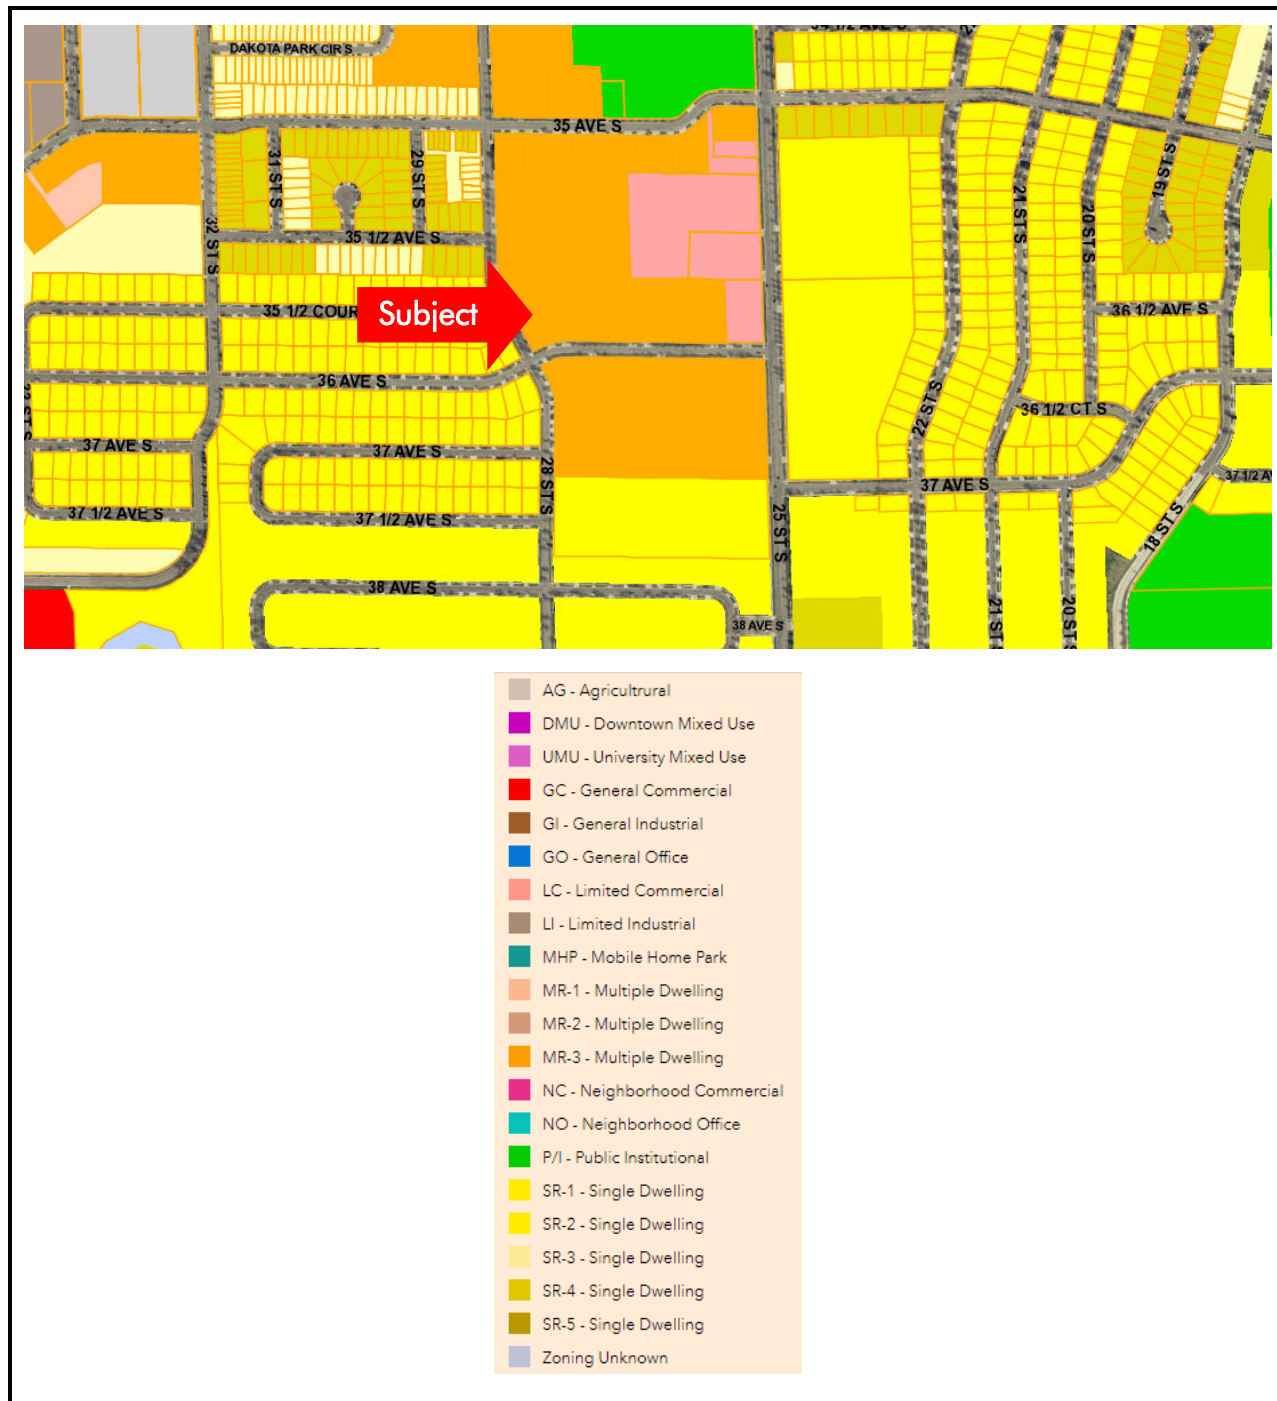 34 1/2 AVE S
DAKOTA PARK CIR S
35 AVE S
31 ST S
29 ST S
19 ST S
32 ST S
35 1/2 AVE S
21 ST S
20 ST S
35 1/2 COUR
Subject
36 1/2 AVE S
36 AVE S
22 ST S
36 1/2 CT S
37 AVE S
37 AVE S
28 ST S
37 AVE S
37 1/2 AV
37 1/2 AVE S
37 1/2 AVE S
25 ST S
18 ST S
38 AVE S
38 AVE S
21 ST S
20 ST S
AG - Agricultrural
DMU - Downtown Mixed Use
UMU - University Mixed Use
GC - General Commercial
GI - General Industrial
GO - General Office
LC - Limited Commercial
LI - Limited Industrial
MHP - Mobile Home Park
MR-1 - Multiple Dwelling
MR-2 - Multiple Dwelling
MR-3 - Multiple Dwelling
NC - Neighborhood Commercial
NO - Neighborhood Office
P/I - Public Institutional
SR-1 - Single Dwelling
SR-2 - Single Dwelling
SR-3 - Single Dwelling
SR-4 - Single Dwelling
SR-5 - Single Dwelling
Zoning Unknown